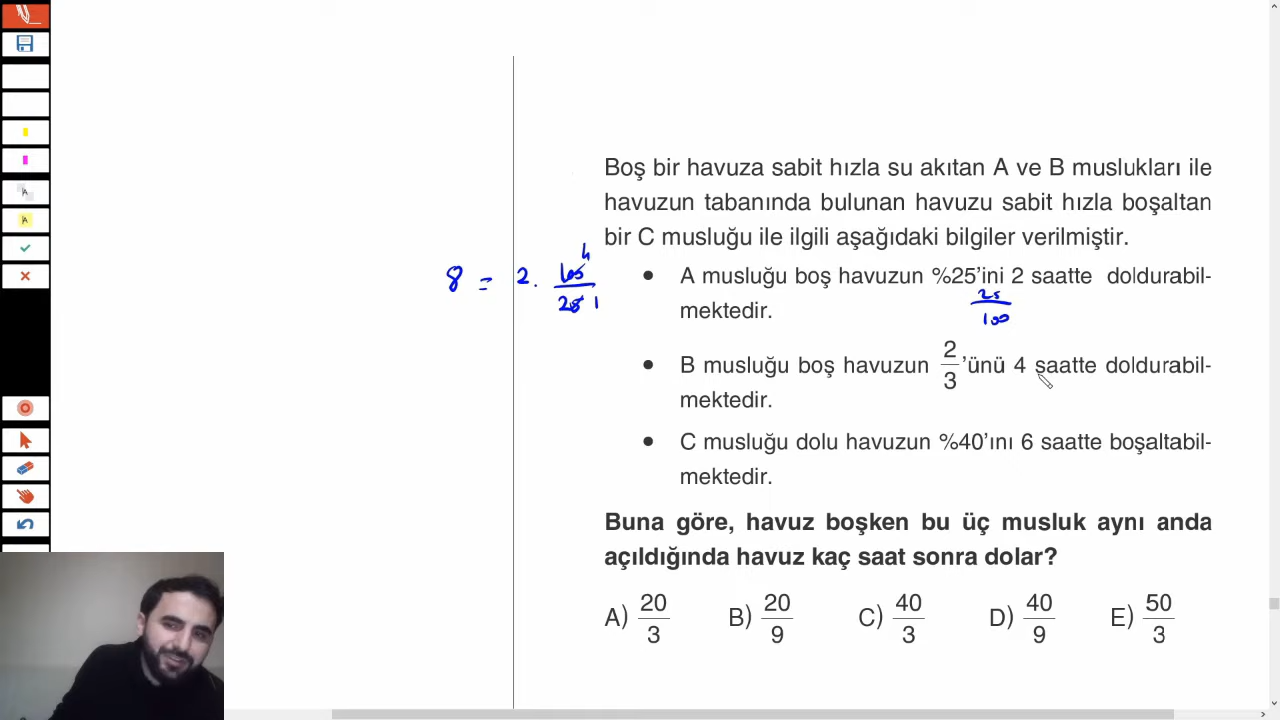 Boş bir havuza sabit hızla su akıtan A ve B muslukları ile
havuzun tabanında bulunan havuzu sabit hızla boşaltan
bir C musluğu ile ilgili aşağıdaki bilgiler verilmiştir.
8 = 2. 100 4 / 25 1
• A musluğu boş havuzun %25'ini 2 saatte doldurabil-
25/100
mektedir.
• B musluğu boş havuzun 2/3'ünü 4 saatte doldurabil-
mektedir.
• C musluğu dolu havuzun %40'ını 6 saatte boşaltabil-
mektedir.
Buna göre, havuz boşken bu üç musluk aynı anda
açıldığında havuz kaç saat sonra dolar?
A) 20/3 B) 20/9 C) 40/3 D) 40/9 E) 50/3